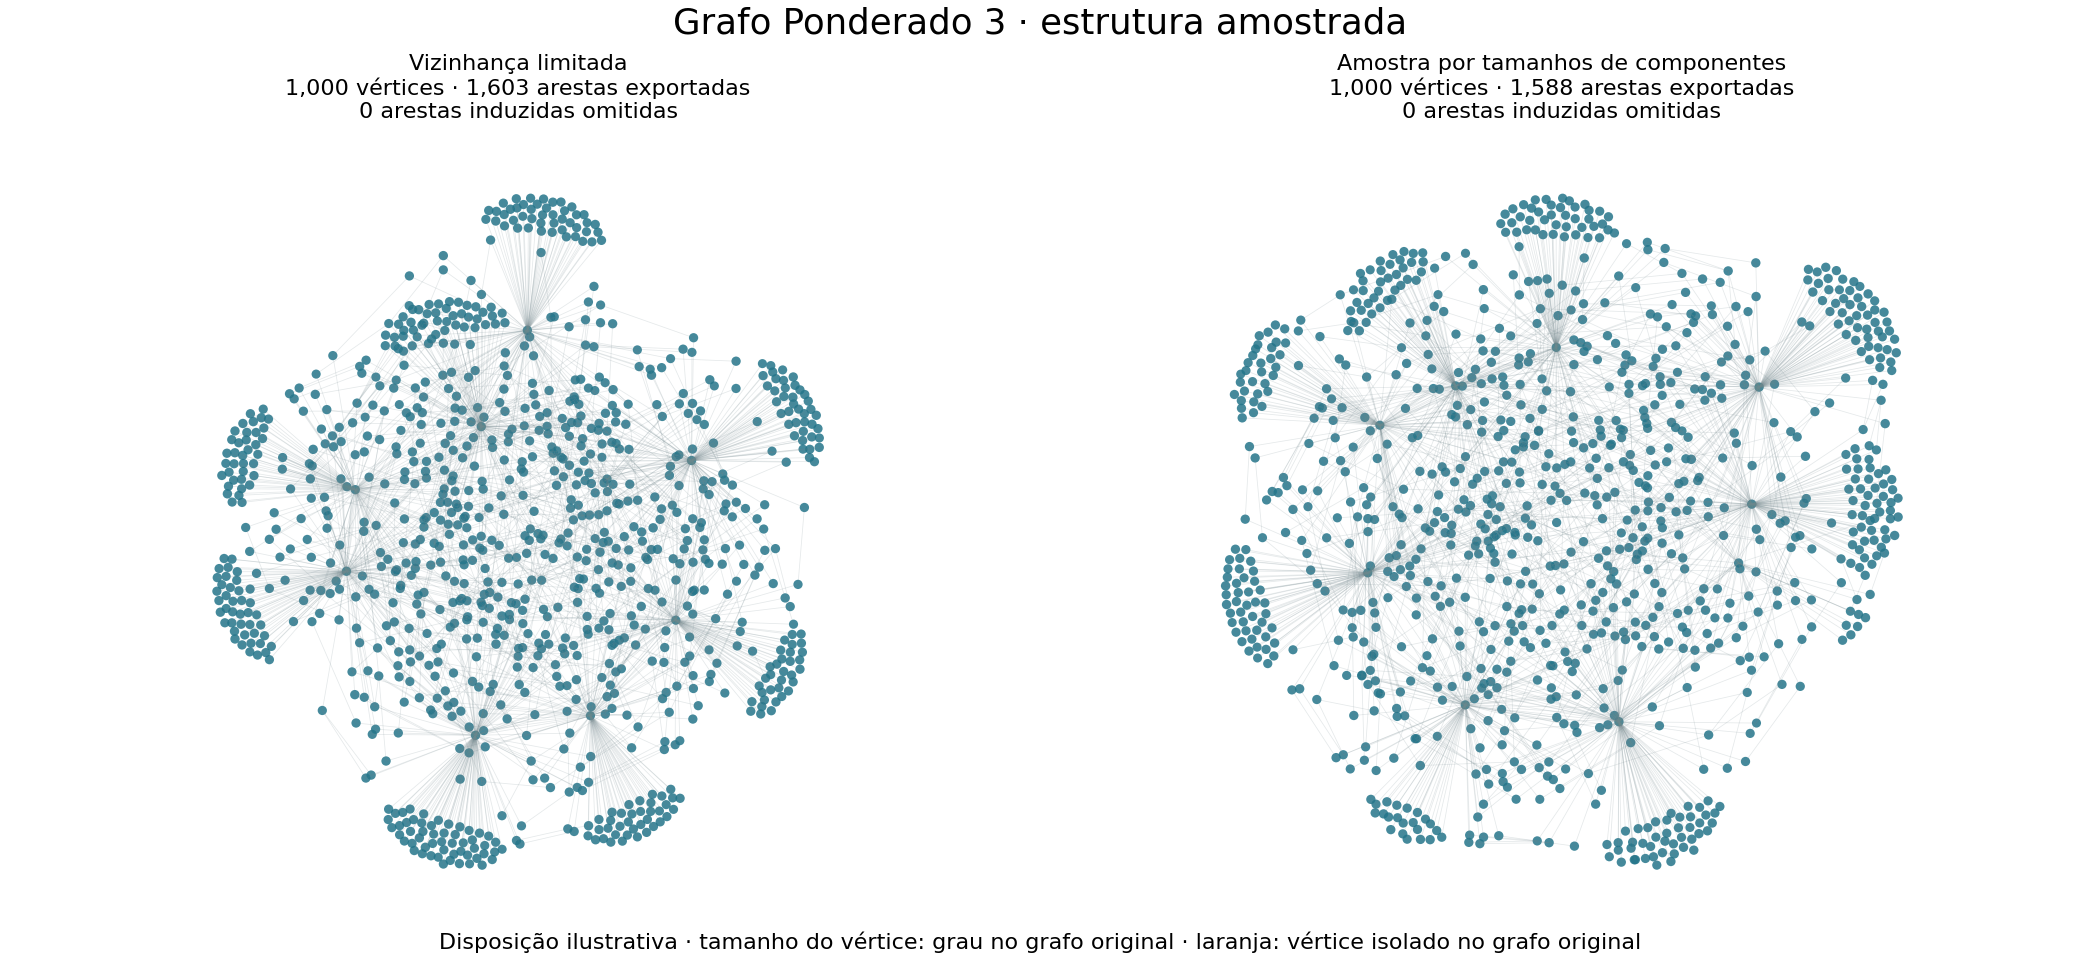 Grafo Ponderado 3 · estrutura amostrada
Vizinhança limitada
1,000 vértices · 1,603 arestas exportadas
0 arestas induzidas omitidas
Amostra por tamanhos de componentes
1,000 vértices · 1,588 arestas exportadas
0 arestas induzidas omitidas
Disposição ilustrativa · tamanho do vértice: grau no grafo original · laranja: vértice isolado no grafo original